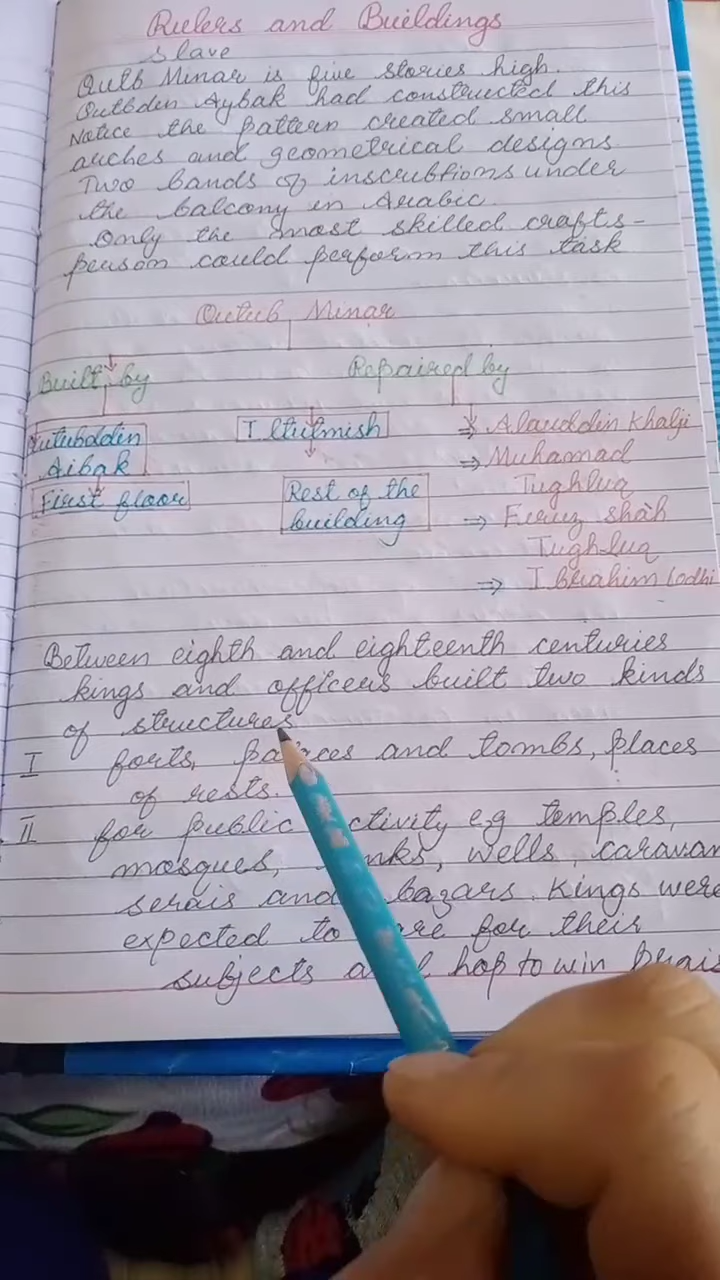 Rulers and Buildings
slave
Qutb Minar is five stories high.
Qutbdin Aybak had constructed this
Notice the pattern created small
arches and geometrical designs.
Two bands of inscrubtions under
the balcony in Arabic.
Only the most skilled crafts-
person could perform this task
Qutub Minar
Built by
Repaired by
Qutubddin
Aibak
First floor
Iltutmish
Rest of the
building
⇒ Alauddin Khalji
⇒ Muhamad
Tughluq
⇒ Firuz shah
Tughluq
⇒ Ibrahim Lodhi
Between eighth and eighteenth centuries
kings and officers built two kinds
of structures
I forts, and tombs, places
of rests.
II for public activity eg temples,
mosques, wells, caravan
serais and bazars. Kings were
expected to for their
subjects hop to win